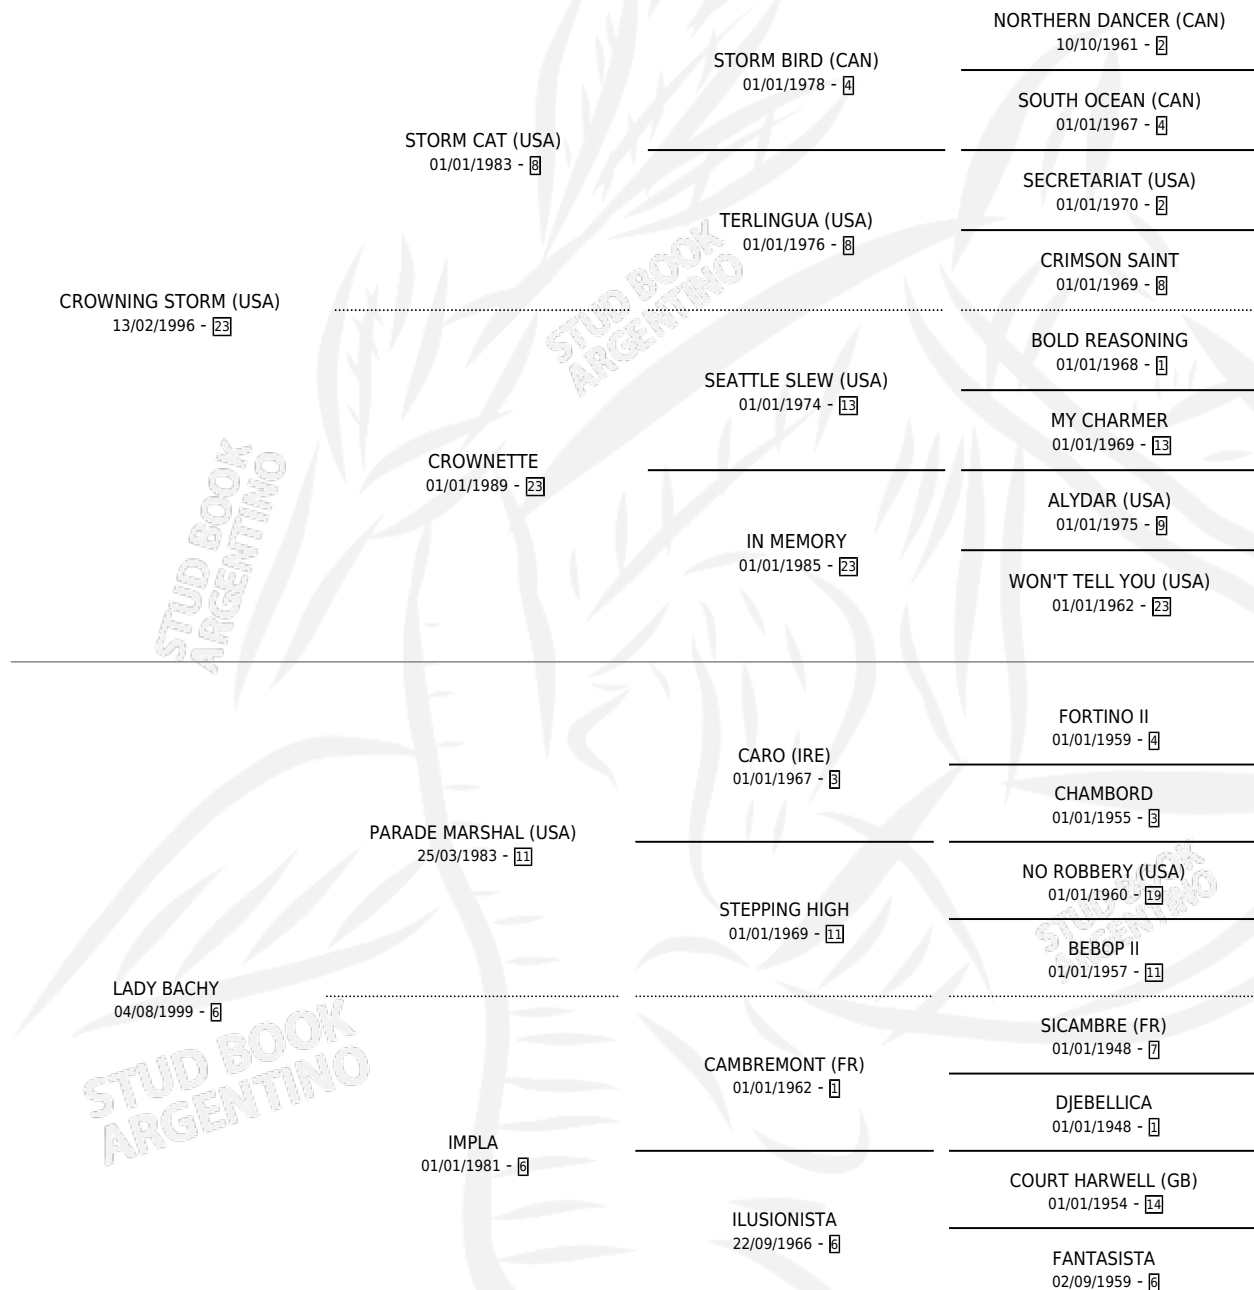 NORTHERN DANCER (CAN)
10/10/1961 - 2
STORM BIRD (CAN)
01/01/1978 - 4
SOUTH OCEAN (CAN)
01/01/1967 - 4
STORM CAT (USA)
01/01/1983 - 8
SECRETARIAT (USA)
01/01/1970 - 2
TERLINGUA (USA)
01/01/1976 - 8
CRIMSON SAINT
01/01/1969 - 8
CROWNING STORM (USA)
13/02/1996 - 23
BOLD REASONING
01/01/1968 - 1
SEATTLE SLEW (USA)
01/01/1974 - 13
MY CHARMER
01/01/1969 - 13
CROWNETTE
01/01/1989 - 23
ALYDAR (USA)
01/01/1975 - 9
IN MEMORY
01/01/1985 - 23
WON'T TELL YOU (USA)
01/01/1962 - 23
FORTINO II
01/01/1959 - 4
CARO (IRE)
01/01/1967 - 3
CHAMBORD
01/01/1955 - 3
PARADE MARSHAL (USA)
25/03/1983 - 11
NO ROBBERY (USA)
01/01/1960 - 19
STEPPING HIGH
01/01/1969 - 11
BEBOP II
01/01/1957 - 11
LADY BACHY
04/08/1999 - 6
SICAMBRE (FR)
01/01/1948 - 7
CAMBREMONT (FR)
01/01/1962 - 1
DJEBELLICA
01/01/1948 - 1
IMPLA
01/01/1981 - 6
COURT HARWELL (GB)
01/01/1954 - 14
ILUSIONISTA
22/09/1966 - 6
FANTASISTA
02/09/1959 - 6
STUD BOOK
ARGENTINO
STUD BOOK
ARGENTINO
STUD BOOK
ARGENTINO
STUD BOOK
ARGENTINO